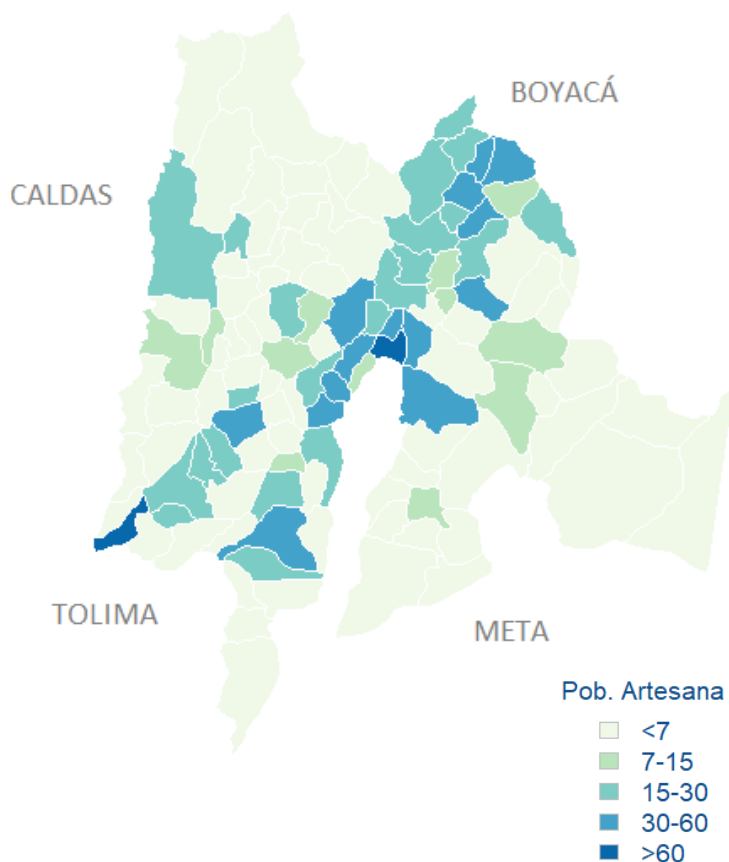 BOYACÁ
CALDAS
TOLIMA
META
Pob. Artesana
<7
7-15
15-30
30-60
>60